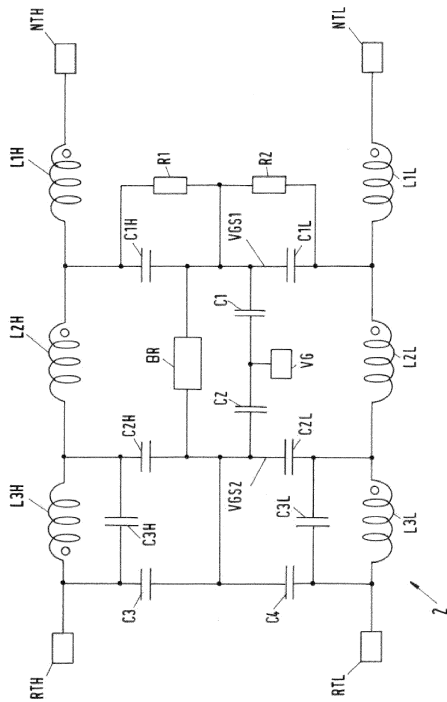 L3H
L2H
L1H
RTH
NTH
C3
C2H
C1H
C3H
BR
R1
C2
C1
VGS2
VGS1
R2
C4
C3L
C2L
VG
C1L
RTL
NTL
L3L
L2L
L1L
2